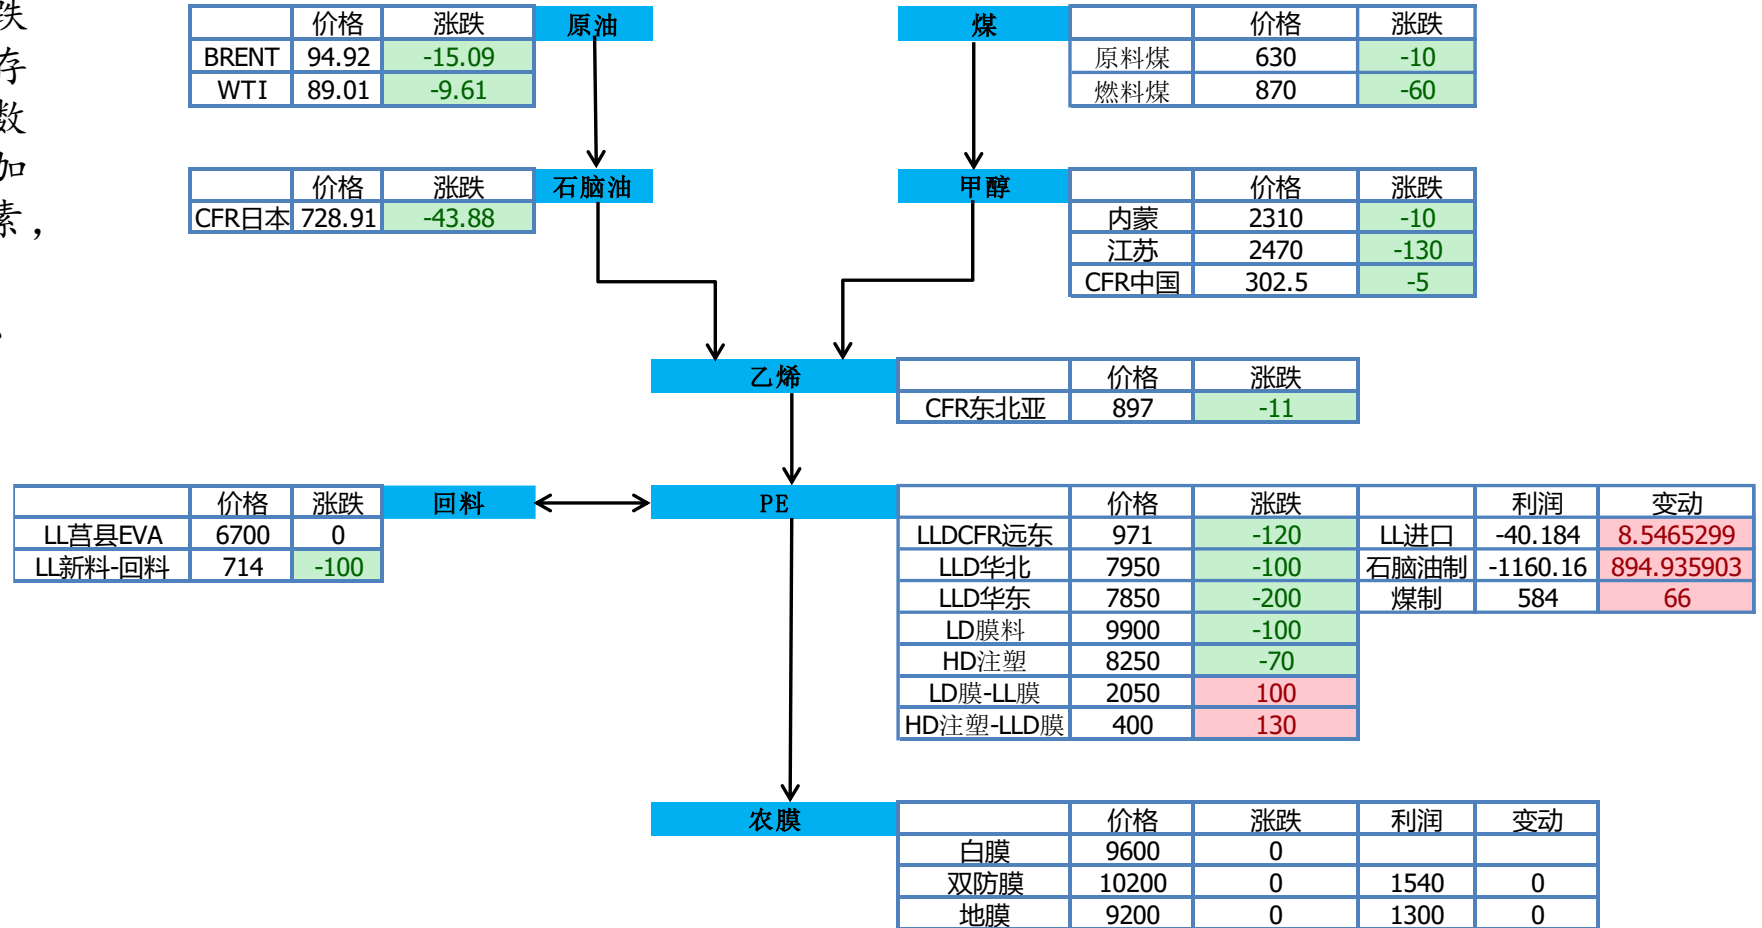 跌
存
数
加
素，
。
价格 涨跌 原油
BRENT 94.92 -15.09
WTI 89.01 -9.61
煤 价格 涨跌
原料煤 630 -10
燃料煤 870 -60
价格 涨跌 石脑油
CFR日本 728.91 -43.88
甲醇 价格 涨跌
内蒙 2310 -10
江苏 2470 -130
CFR中国 302.5 -5
乙烯 价格 涨跌
CFR东北亚 897 -11
价格 涨跌 回料
LL莒县EVA 6700 0
LL新料-回料 714 -100
PE 价格 涨跌 利润 变动
LLDCFR远东 971 -120 LL进口 -40.184 8.5465299
LLD华北 7950 -100 石脑油制 -1160.16 894.935903
LLD华东 7850 -200 煤制 584 66
LD膜料 9900 -100
HD注塑 8250 -70
LD膜-LL膜 2050 100
HD注塑-LLD膜 400 130
农膜 价格 涨跌 利润 变动
白膜 9600 0
双防膜 10200 0 1540 0
地膜 9200 0 1300 0